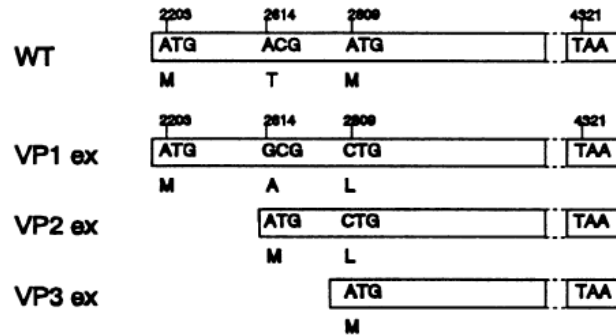 2203 2614 2809 4321
WT ATG ACG ATG TAA
M T M
2203 2614 2809 4321
VP1 ex ATG GCG CTG TAA
M A L
VP2 ex ATG CTG TAA
M L
VP3 ex ATG TAA
M